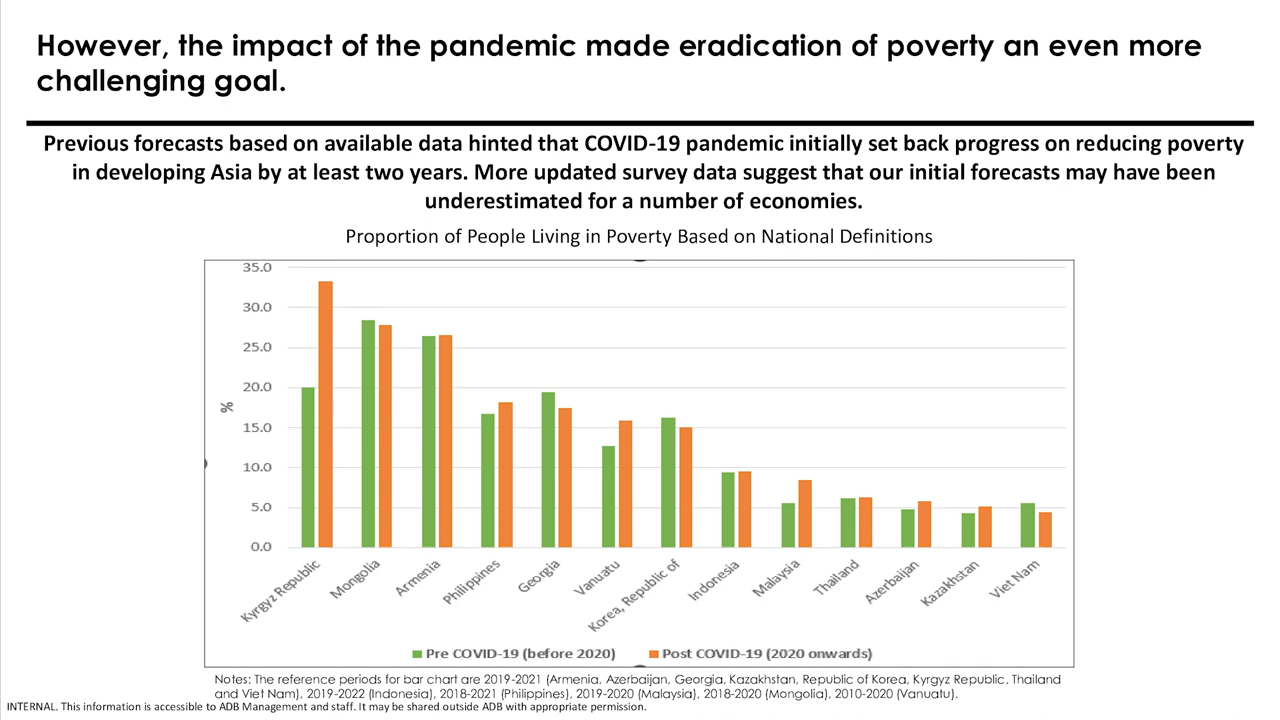 However, the impact of the pandemic made eradication of poverty an even more
challenging goal.
Previous forecasts based on available data hinted that COVID-19 pandemic initially set back progress on reducing poverty
in developing Asia by at least two years. More updated survey data suggest that our initial forecasts may have been
underestimated for a number of economies.
Proportion of People Living in Poverty Based on National Definitions
35.0
30.0
25.0
20.0
15.0
10.0
5.0
0.0
%
Kyrgyz Republic
Mongolia
Armenia
Philippines
Georgia
Vanuatu
Korea, Republic of
Indonesia
Malaysia
Thailand
Azerbaijan
Kazakhstan
Viet Nam
Pre COVID-19 (before 2020)
Post COVID-19 (2020 onwards)
Notes: The reference periods for bar chart are 2019-2021 (Armenia, Azerbaijan, Georgia, Kazakhstan, Republic of Korea, Kyrgyz Republic, Thailand
and Viet Nam), 2019-2022 (Indonesia), 2018-2021 (Philippines), 2019-2020 (Malaysia), 2018-2020 (Mongolia), 2010-2020 (Vanuatu).
INTERNAL. This information is accessible to ADB Management and staff. It may be shared outside ADB with appropriate permission.